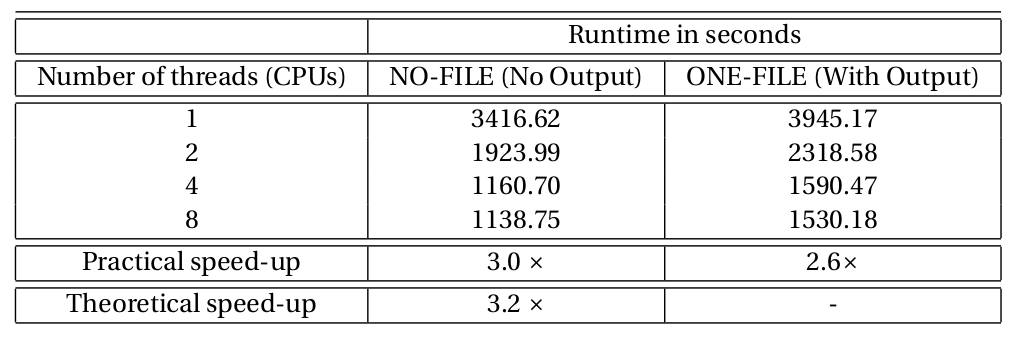 Runtime in seconds
Number of threads (CPUs) NO-FILE (No Output) ONE-FILE (With Output)
1 3416.62 3945.17
2 1923.99 2318.58
4 1160.70 1590.47
8 1138.75 1530.18
Practical speed-up 3.0 × 2.6×
Theoretical speed-up 3.2 × -